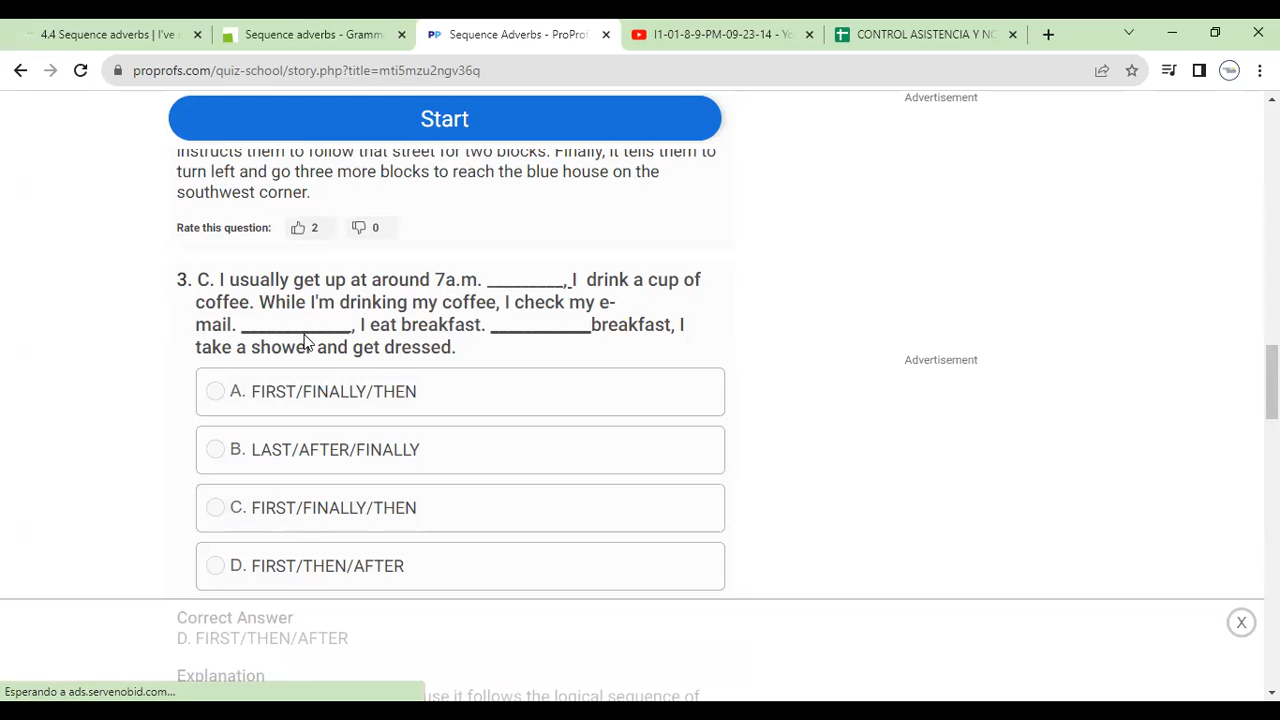 4.4 Sequence adverbs | I've
Sequence adverbs - Gramm
Sequence Adverbs - ProProf
I1-01-8-9-PM-09-23-14 - Yo
CONTROL ASISTENCIA Y NO
proprofs.com/quiz-school/story.php?title=mti5mzu2ngv36q
Advertisement
Start
instructs them to follow that street for two blocks. Finally, it tells them to
turn left and go three more blocks to reach the blue house on the
southwest corner.
Rate this question: 2 0
3. C. I usually get up at around 7a.m. _________,_I drink a cup of
coffee. While I'm drinking my coffee, I check my e-
mail. _____________, I eat breakfast. ____________breakfast, I
take a shower and get dressed.
Advertisement
A. FIRST/FINALLY/THEN
B. LAST/AFTER/FINALLY
C. FIRST/FINALLY/THEN
D. FIRST/THEN/AFTER
Correct Answer
D. FIRST/THEN/AFTER
X
Explanation
use it follows the logical sequence of
Esperando a ads.servenobid.com...